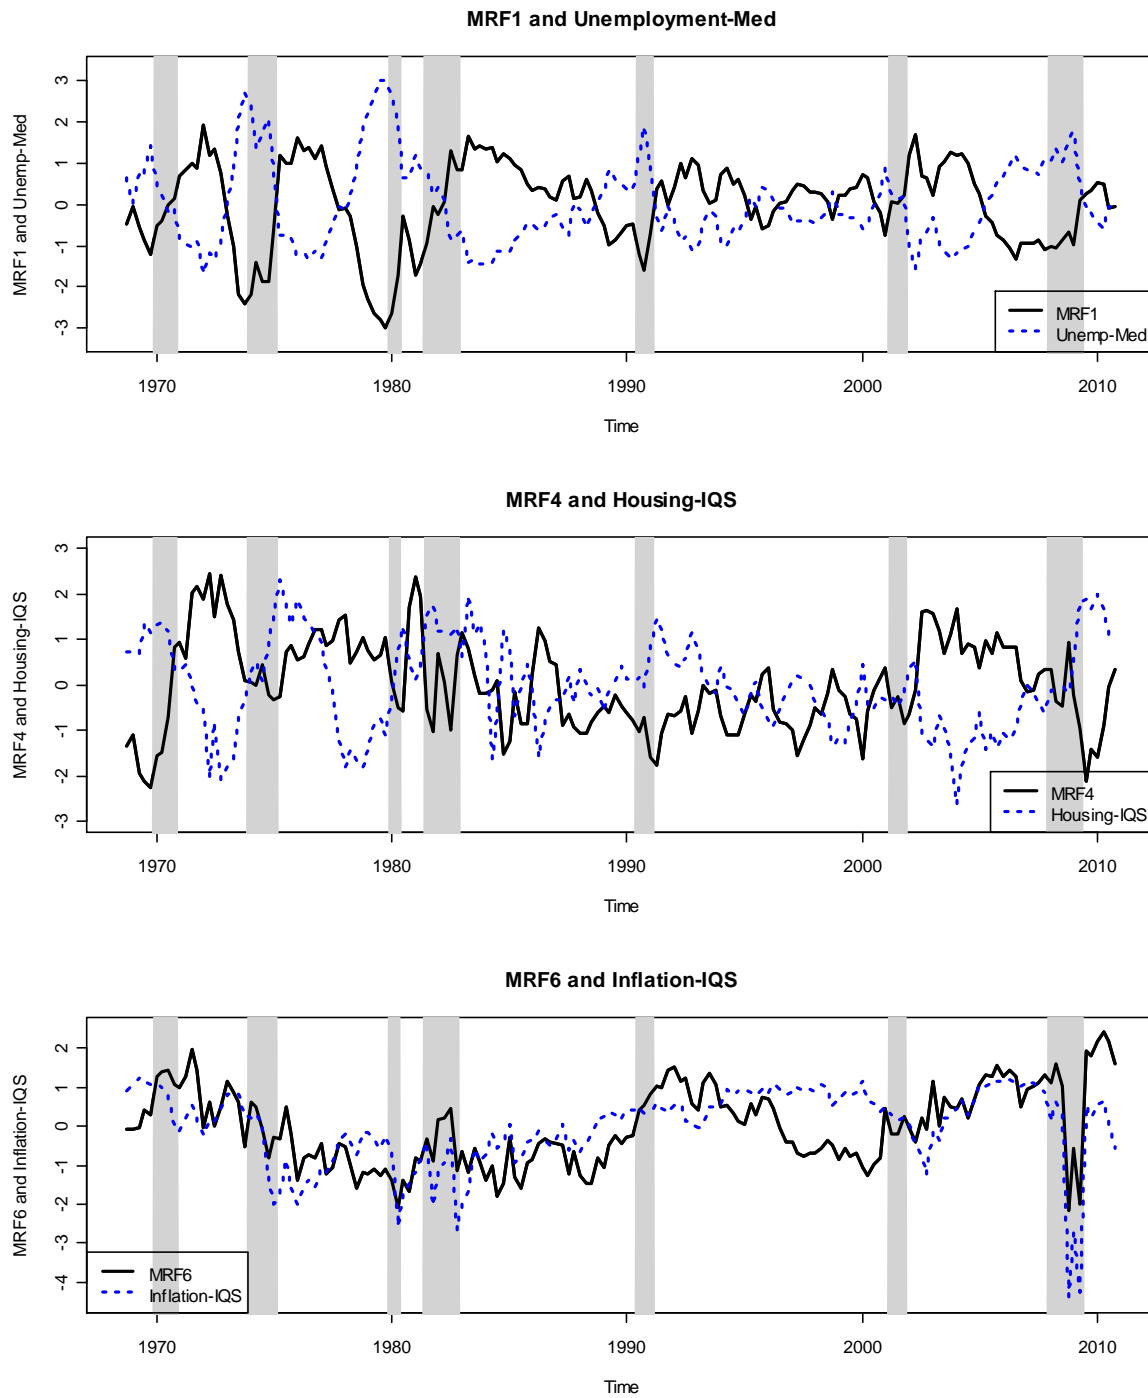 MRF1 and Unemployment-Med
MRF1 and Unemp-Med
3
2
1
0
-1
-2
-3
MRF1
Unemp-Med
1970 1980 1990 2000 2010
Time
MRF4 and Housing-IQS
MRF4 and Housing-IQS
3
2
1
0
-1
-2
-3
MRF4
Housing-IQS
1970 1980 1990 2000 2010
Time
MRF6 and Inflation-IQS
MRF6 and Inflation-IQS
2
1
0
-1
-2
-3
-4
MRF6
Inflation-IQS
1970 1980 1990 2000 2010
Time